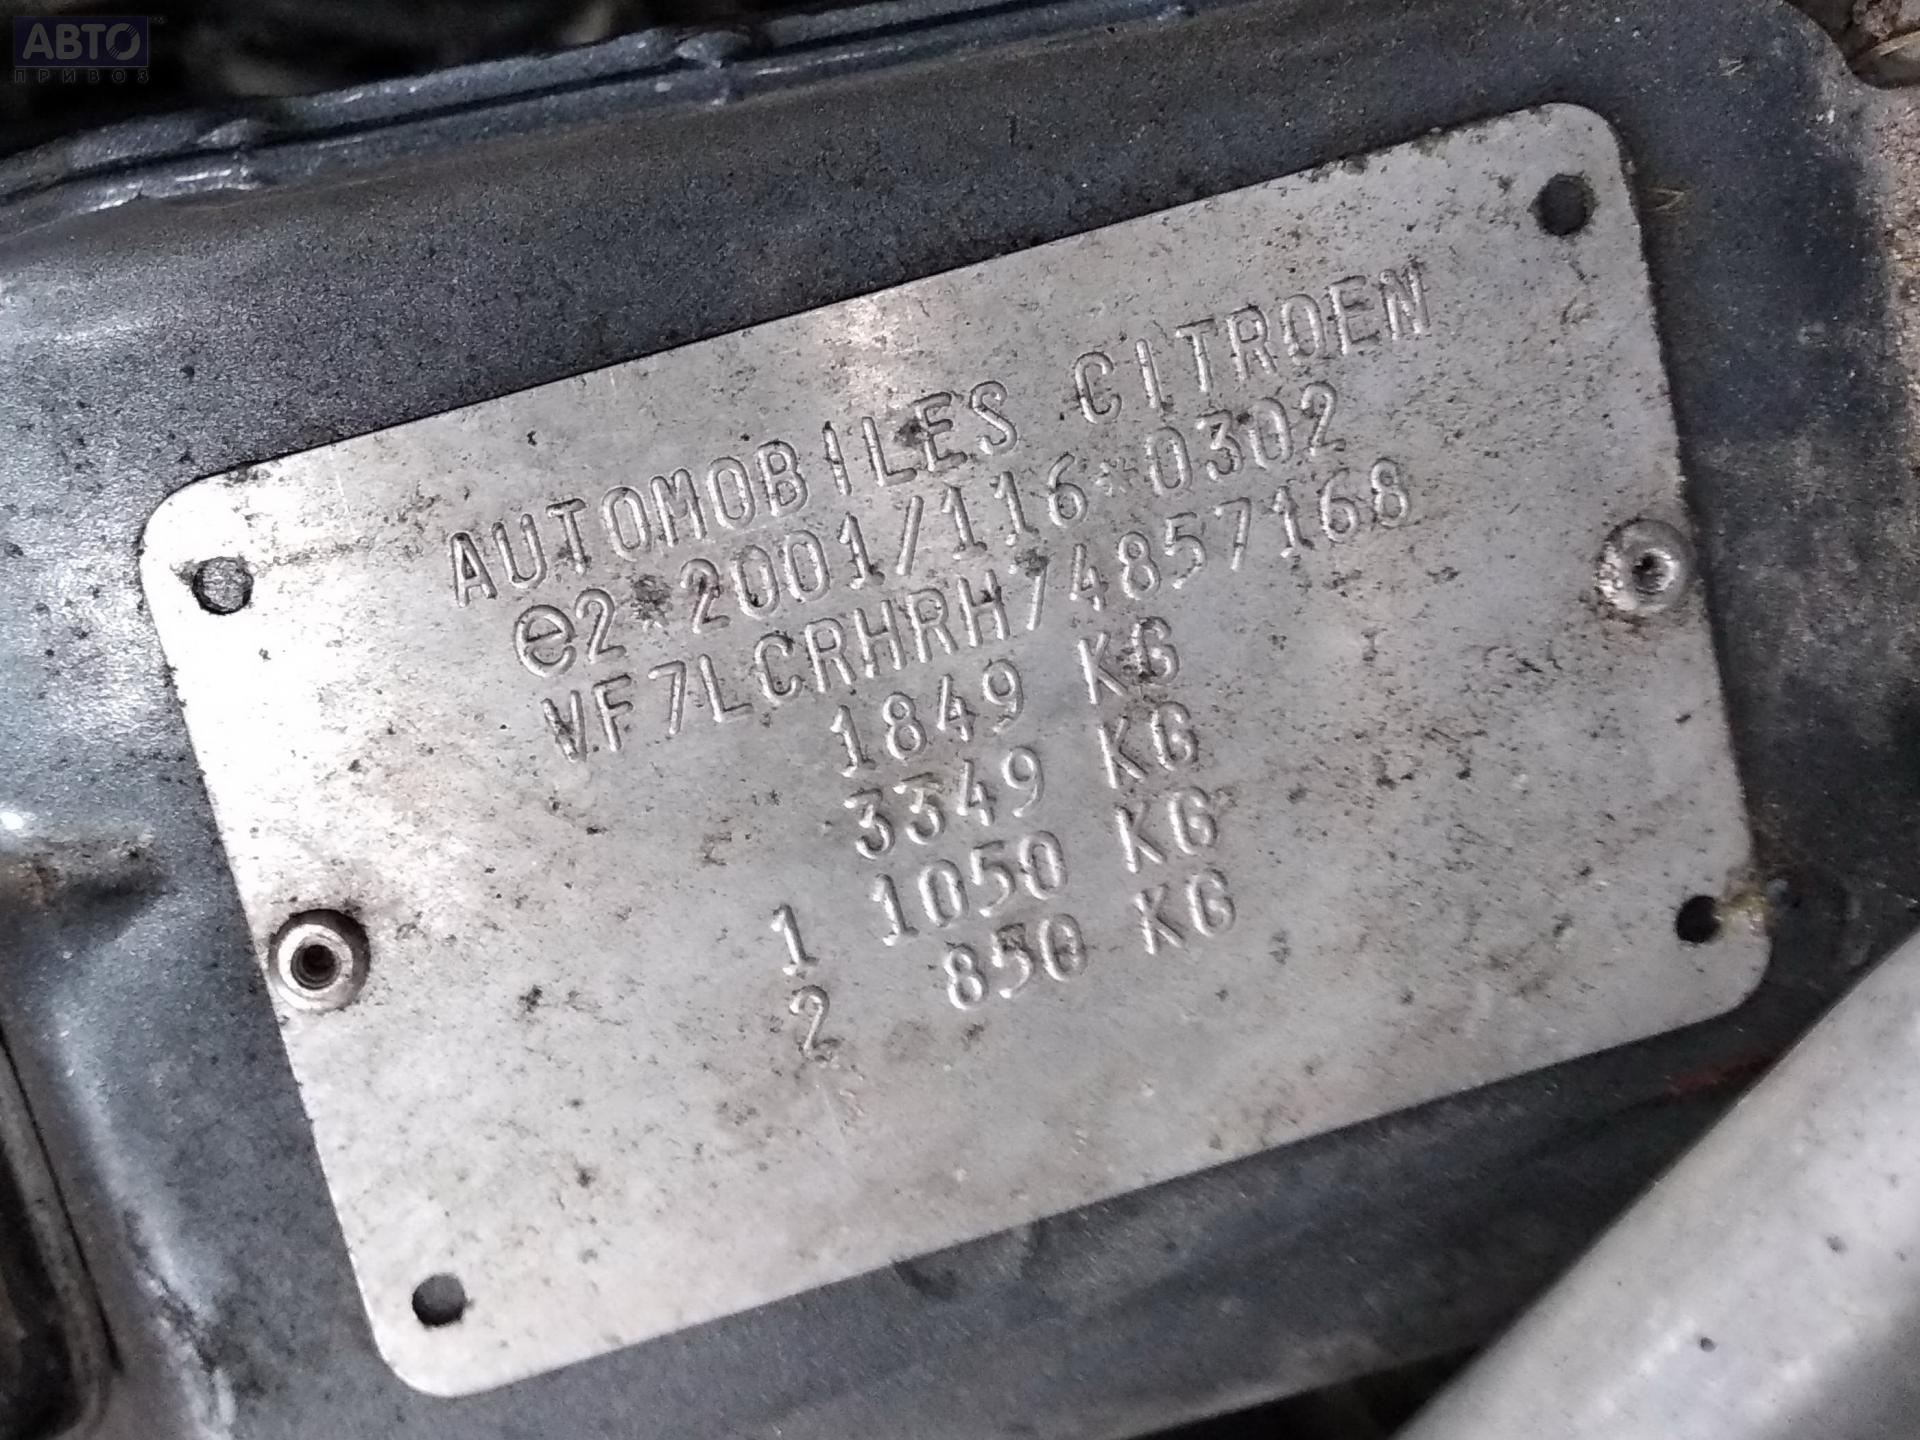 АВТО
ПРИВОЗ
AUTOMOBILES CITROEN
e2*2001/116*0302
VF7LCRHRH74857168
1849 KG
3349 KG
1 1050 KG
2 850 KG